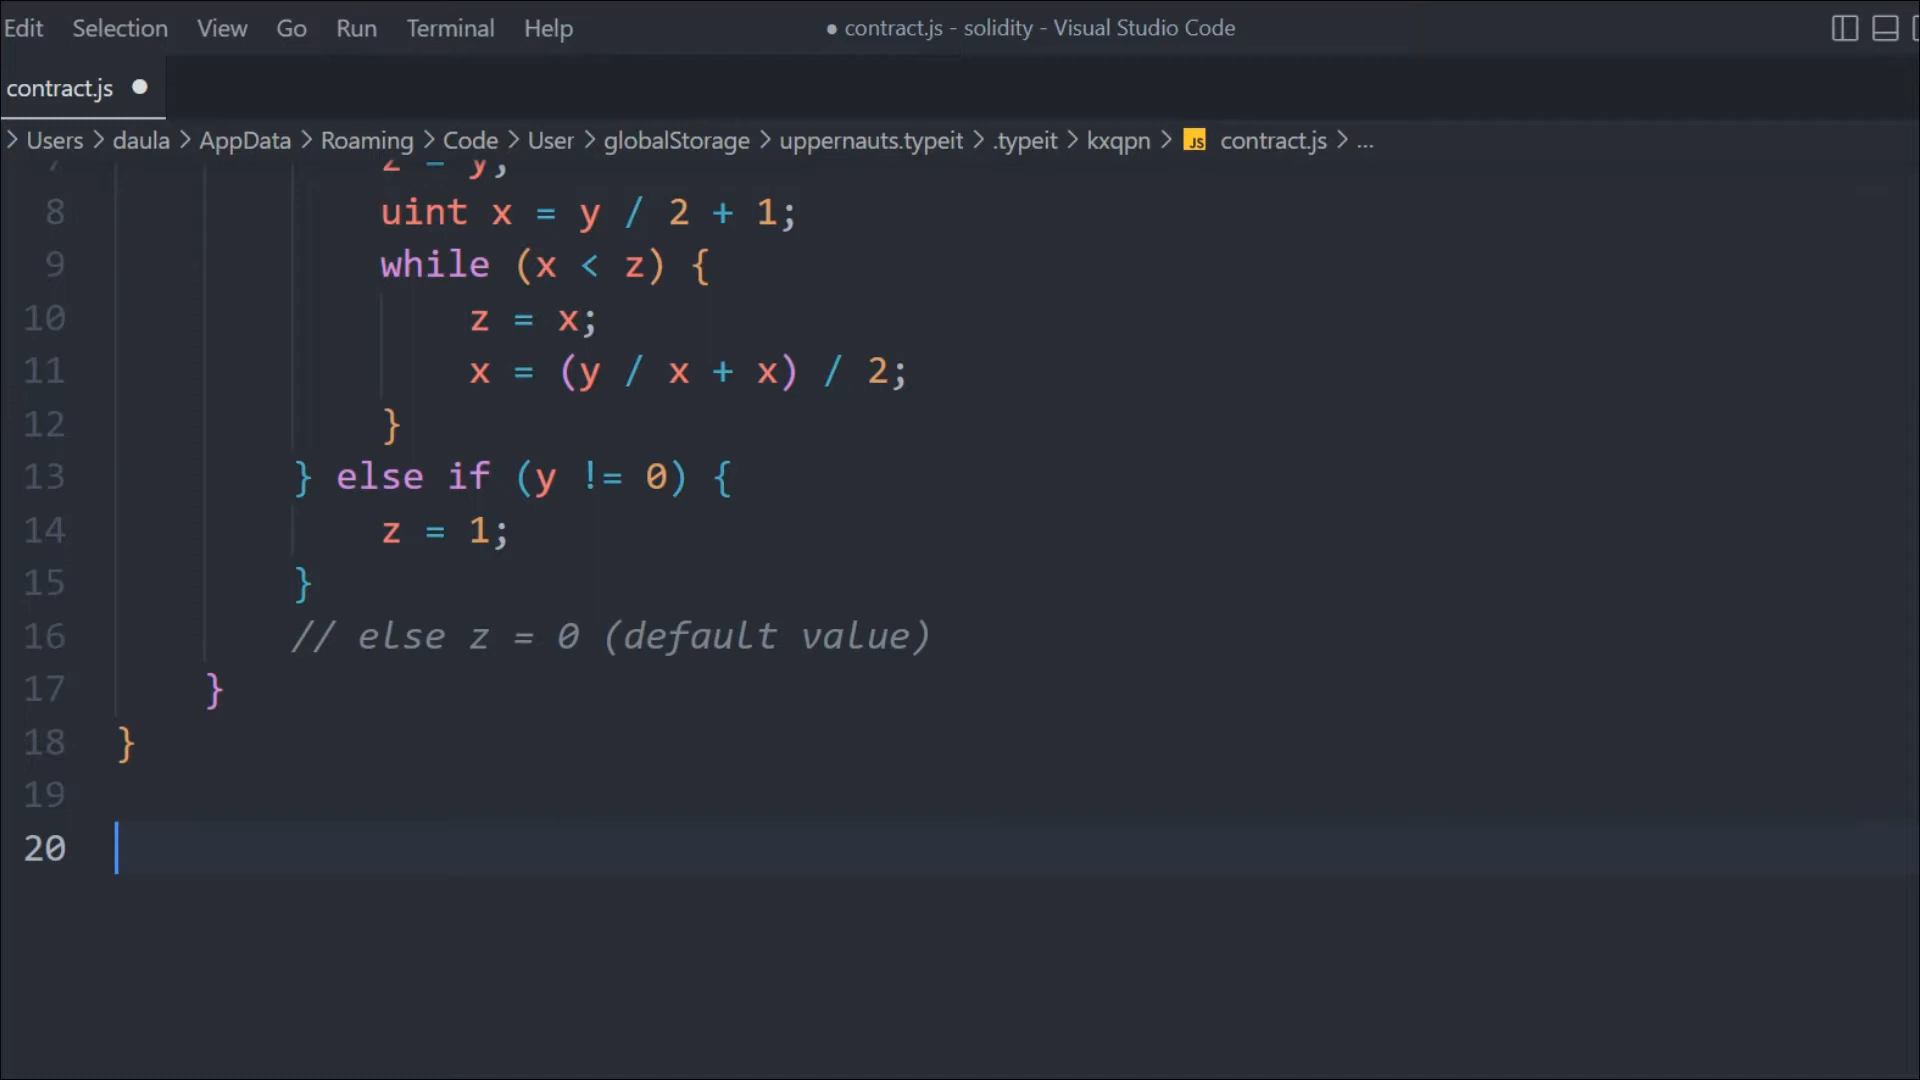 Edit Selection View Go Run Terminal Help ● contract.js - solidity - Visual Studio Code
contract.js ●
> Users > daula > AppData > Roaming > Code > User > globalStorage > uppernauts.typeit > .typeit > kxqpn > JS contract.js > ...
7 z = y;
8 uint x = y / 2 + 1;
9 while (x < z) {
10 z = x;
11 x = (y / x + x) / 2;
12 }
13 } else if (y != 0) {
14 z = 1;
15 }
16 // else z = 0 (default value)
17 }
18 }
19
20